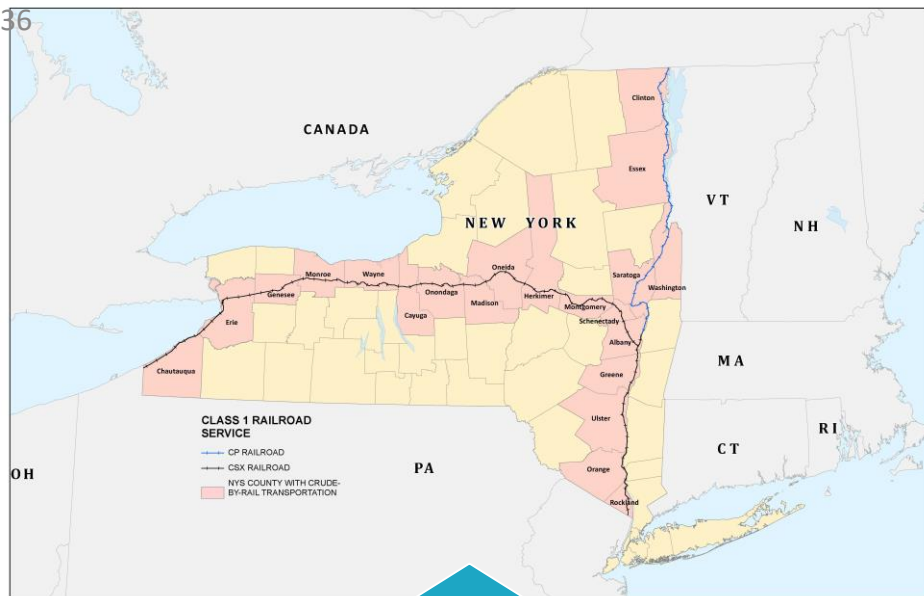 36
CANADA
Clinton
Essex
VT
NH
NEW YORK
Oneida
Saratoga
Washington
Monroe
Wayne
Genesee
Onondaga
Madison
Herkimer
Montgomery
Schenectady
Erie
Cayuga
Albany
MA
Chautauqua
Greene
Ulster
CLASS 1 RAILROAD
SERVICE
CP RAILROAD
CSX RAILROAD
NYS COUNTY WITH CRUDE-
BY-RAIL TRANSPORTATION
RI
CT
OH
PA
Orange
Rockland